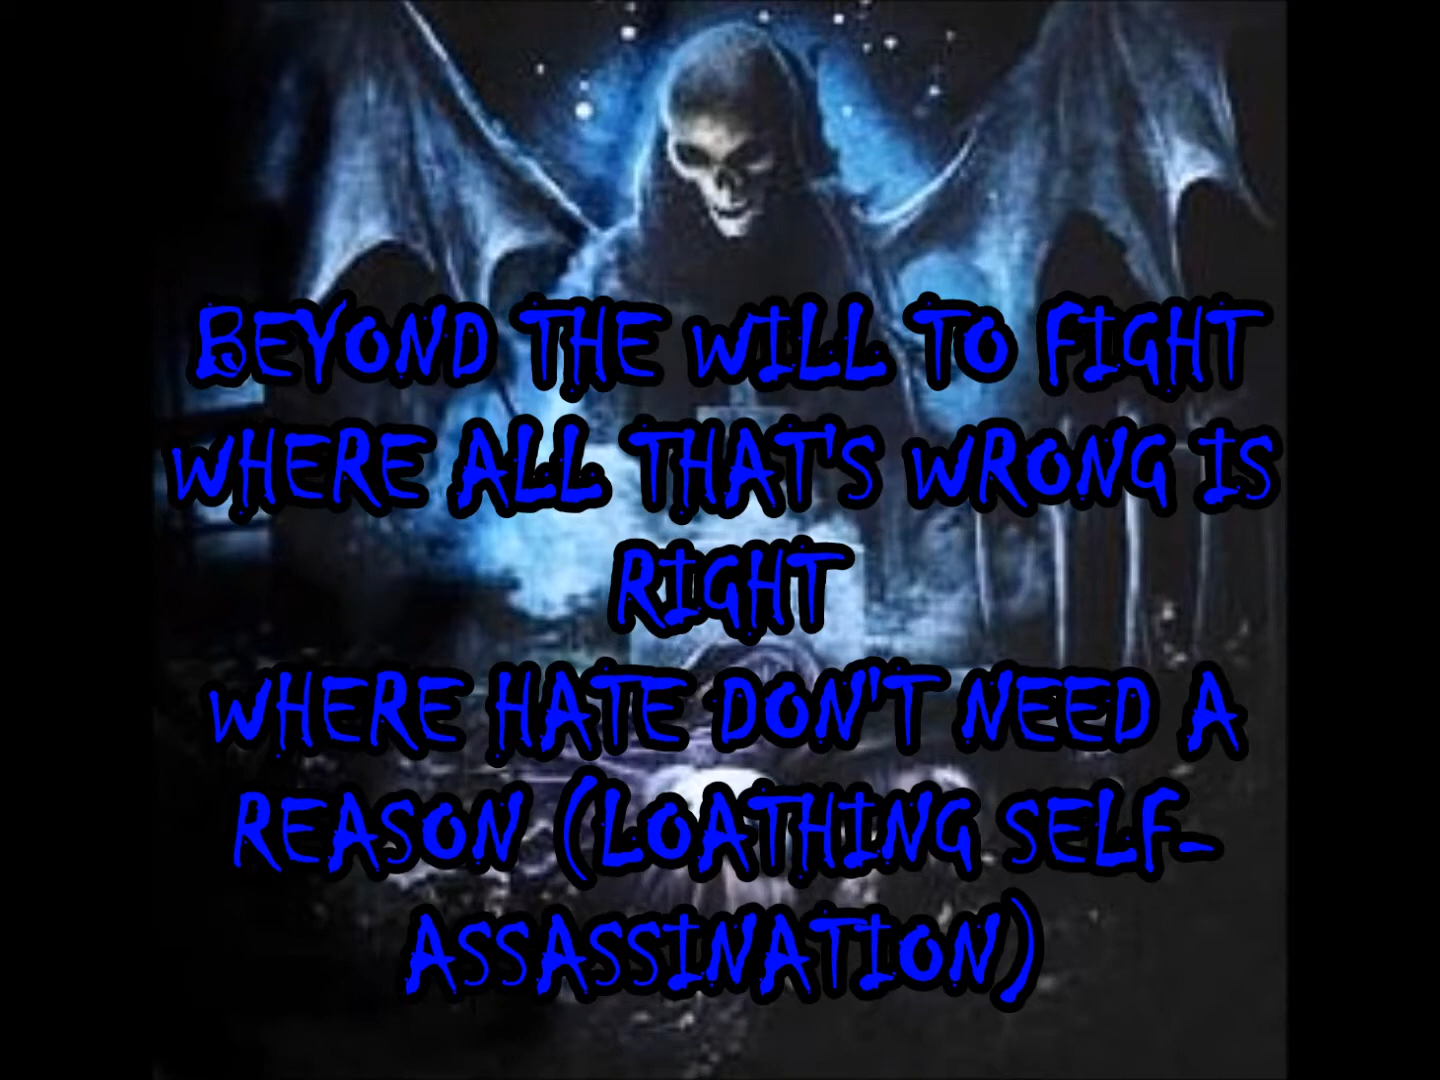 BEYOND THE WILL TO FIGHT
WHERE ALL THAT'S WRONG IS
RIGHT
WHERE HATE DON'T NEED A
REASON (LOATHING SELF-
ASSASSINATION)